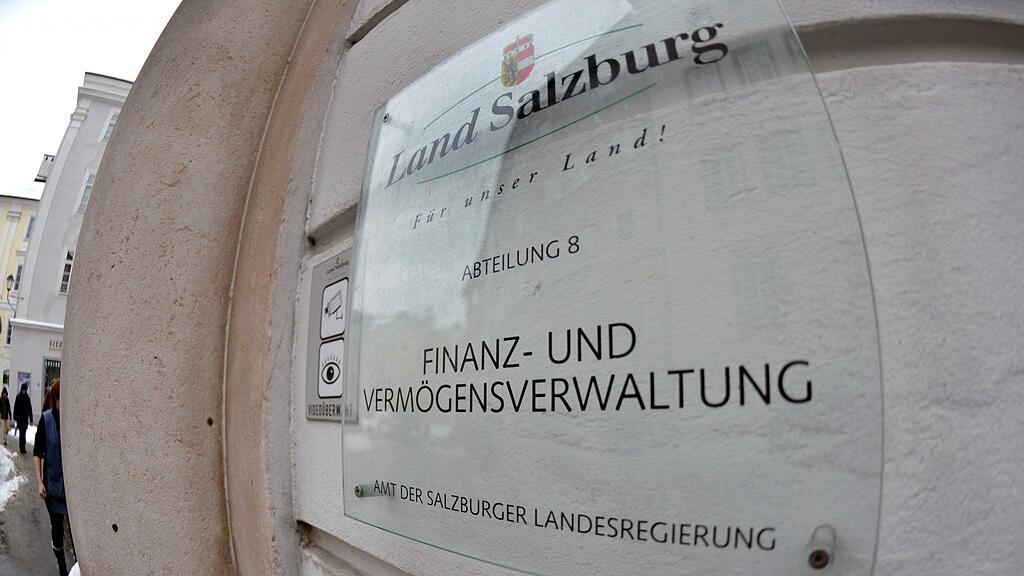 Land Salzburg
Für unser Land!
ABTEILUNG 8
FINANZ- UND
VERMÖGENSVERWALTUNG
AMT DER SALZBURGER LANDESREGIERUNG